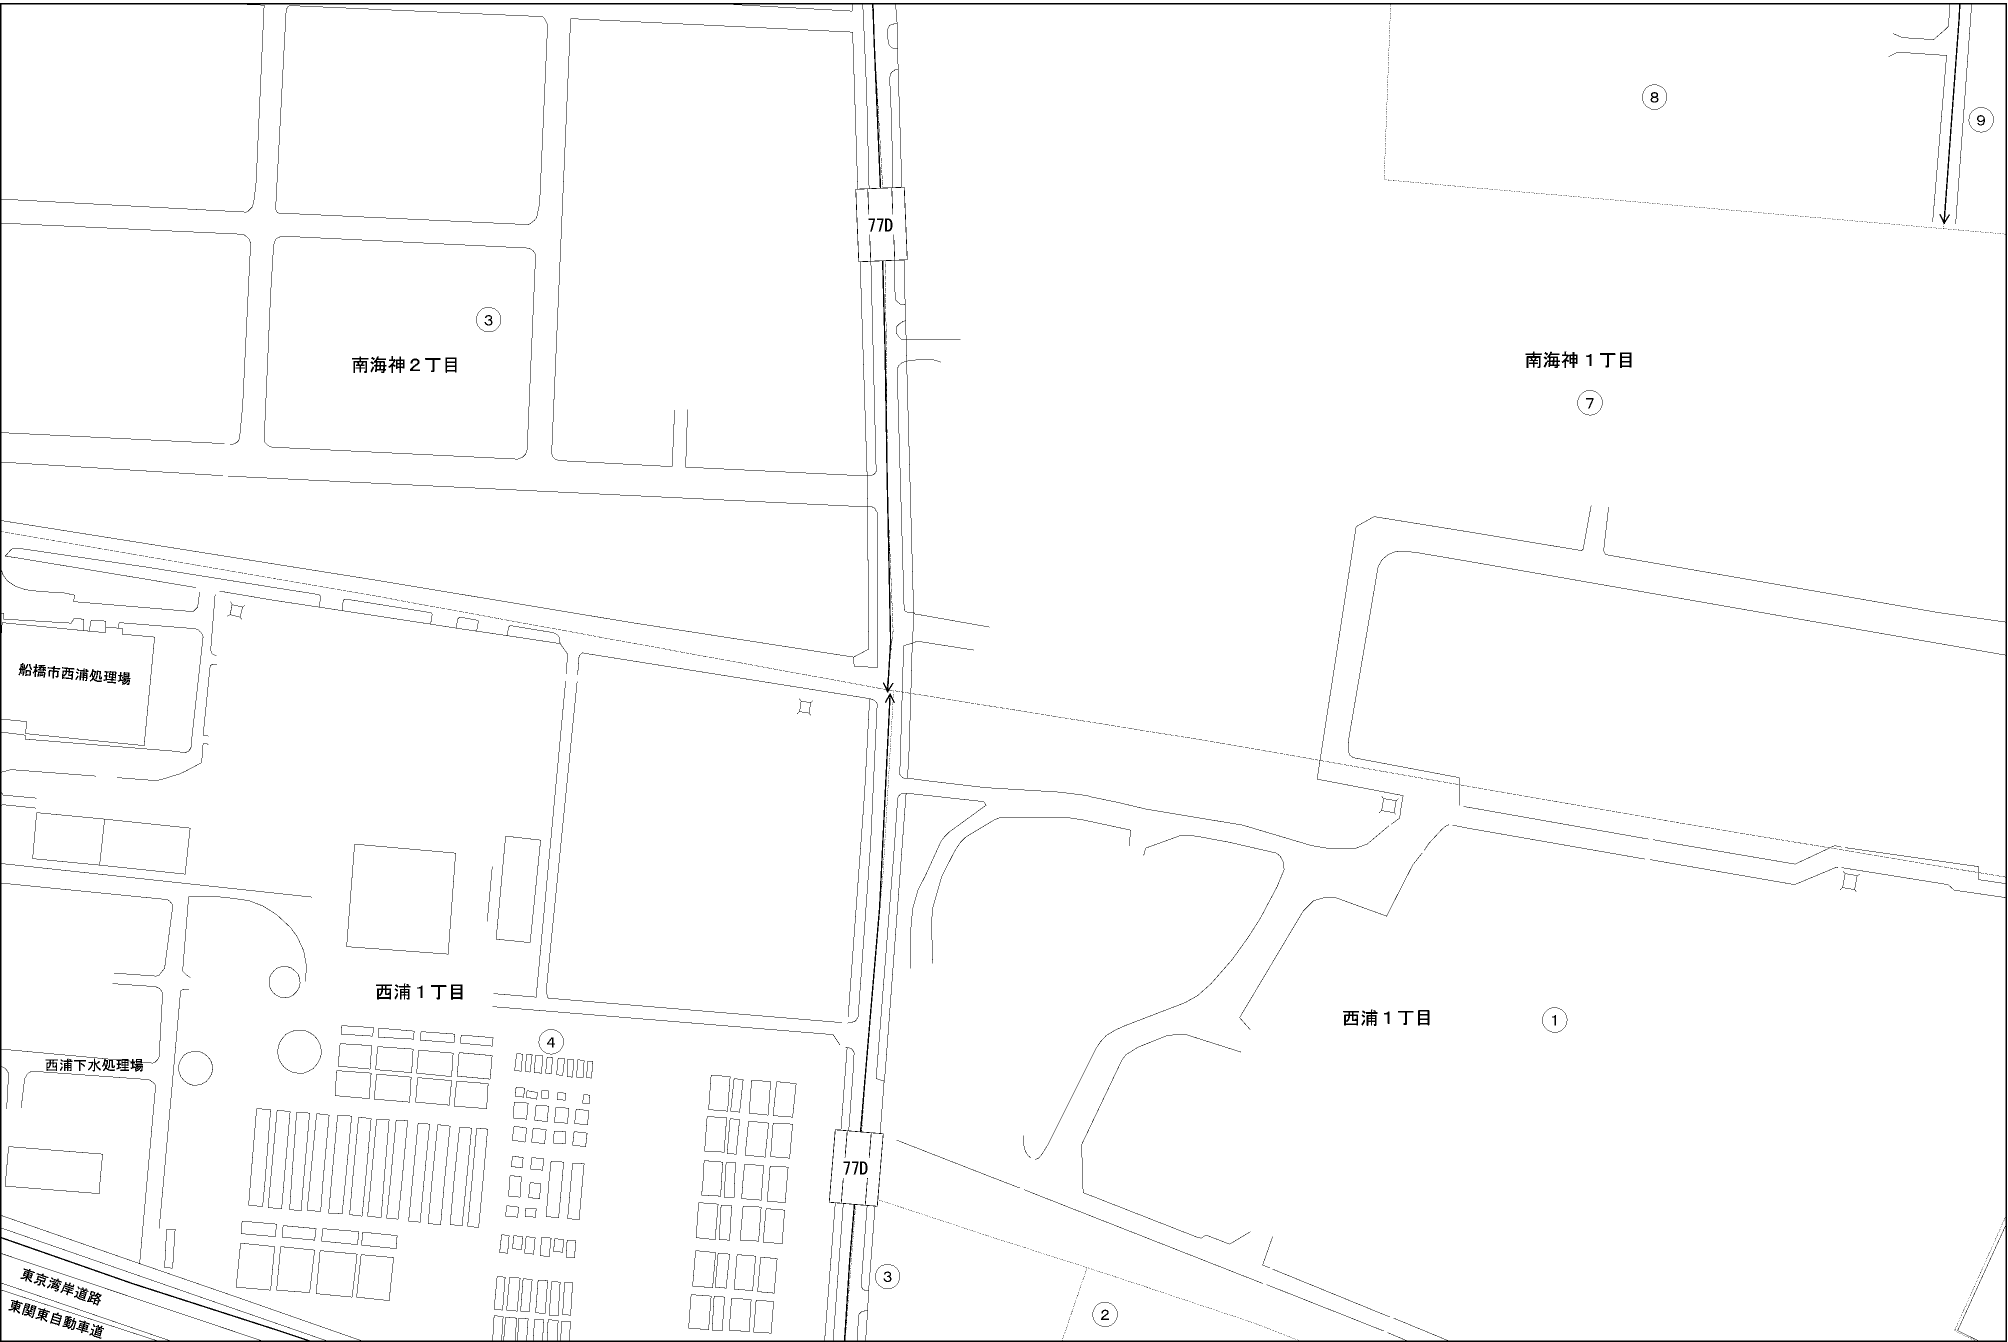 8
9
77D
3
南海神２丁目
南海神１丁目
7
船橋市西浦処理場
西浦１丁目
西浦１丁目
1
4
西浦下水処理場
77D
3
2
東京湾岸道路
東関東自動車道